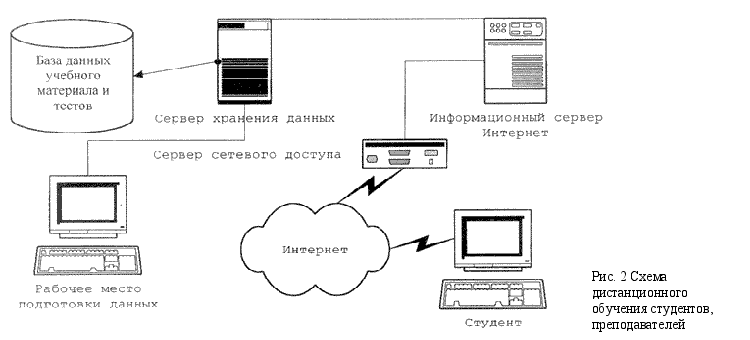 База данных
учебного
материала и
тестов
Сервер хранения данных
Информационный сервер
Интернет
Сервер сетевого доступа
Интернет
Рабочее место
подготовки данных
Студент
Рис. 2 Схема
дистанционного
обучения студентов,
преподавателей